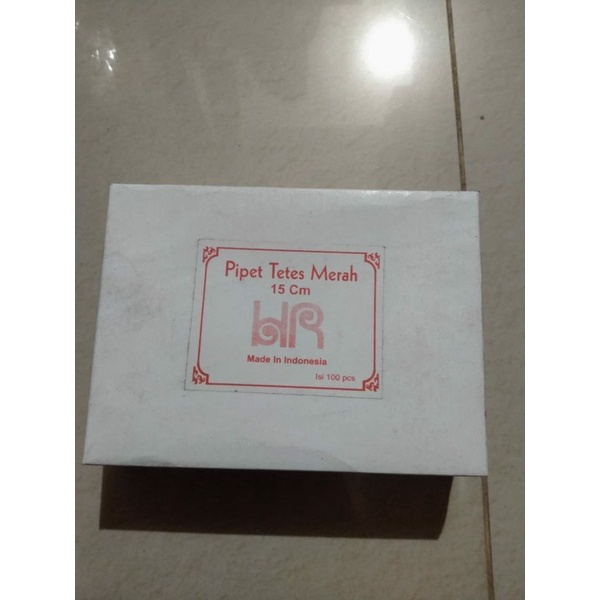 Pipet Tetes Merah
15 Cm
Made In Indonesia
Isi 100 pcs